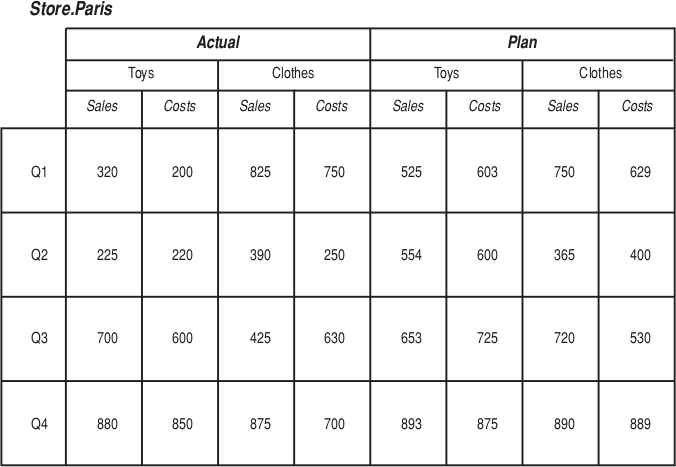 Store.Paris
Actual Plan
Toys Clothes Toys Clothes
Sales Costs Sales Costs Sales Costs Sales Costs
Q1 320 200 825 750 525 603 750 629
Q2 225 220 390 250 554 600 365 400
Q3 700 600 425 630 653 725 720 530
Q4 880 850 875 700 893 875 890 889